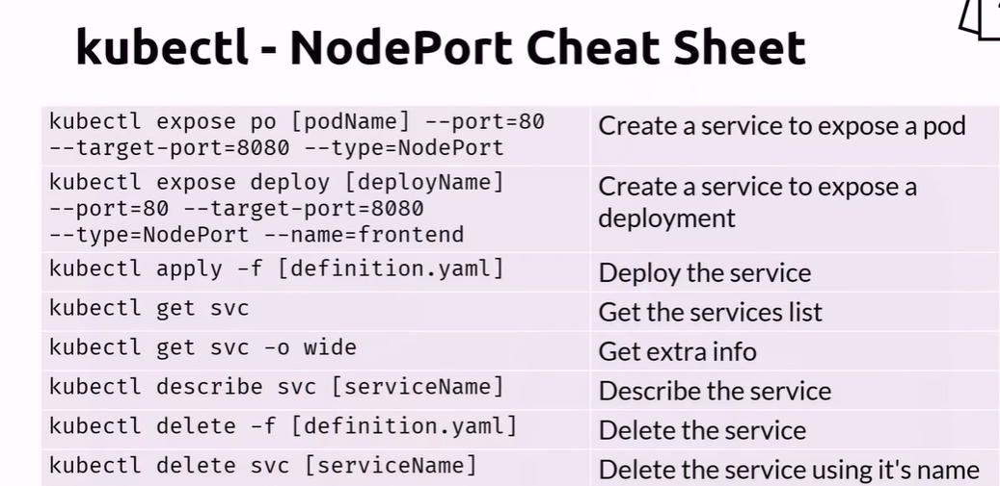 kubectl - NodePort Cheat Sheet
kubectl expose po [podName] --port=80
--target-port=8080 --type=NodePort
Create a service to expose a pod
kubectl expose deploy [deployName]
--port=80 --target-port=8080
--type=NodePort --name=frontend
Create a service to expose a
deployment
kubectl apply -f [definition.yaml]
Deploy the service
kubectl get svc
Get the services list
kubectl get svc -o wide
Get extra info
kubectl describe svc [serviceName]
Describe the service
kubectl delete -f [definition.yaml]
Delete the service
kubectl delete svc [serviceName]
Delete the service using it's name